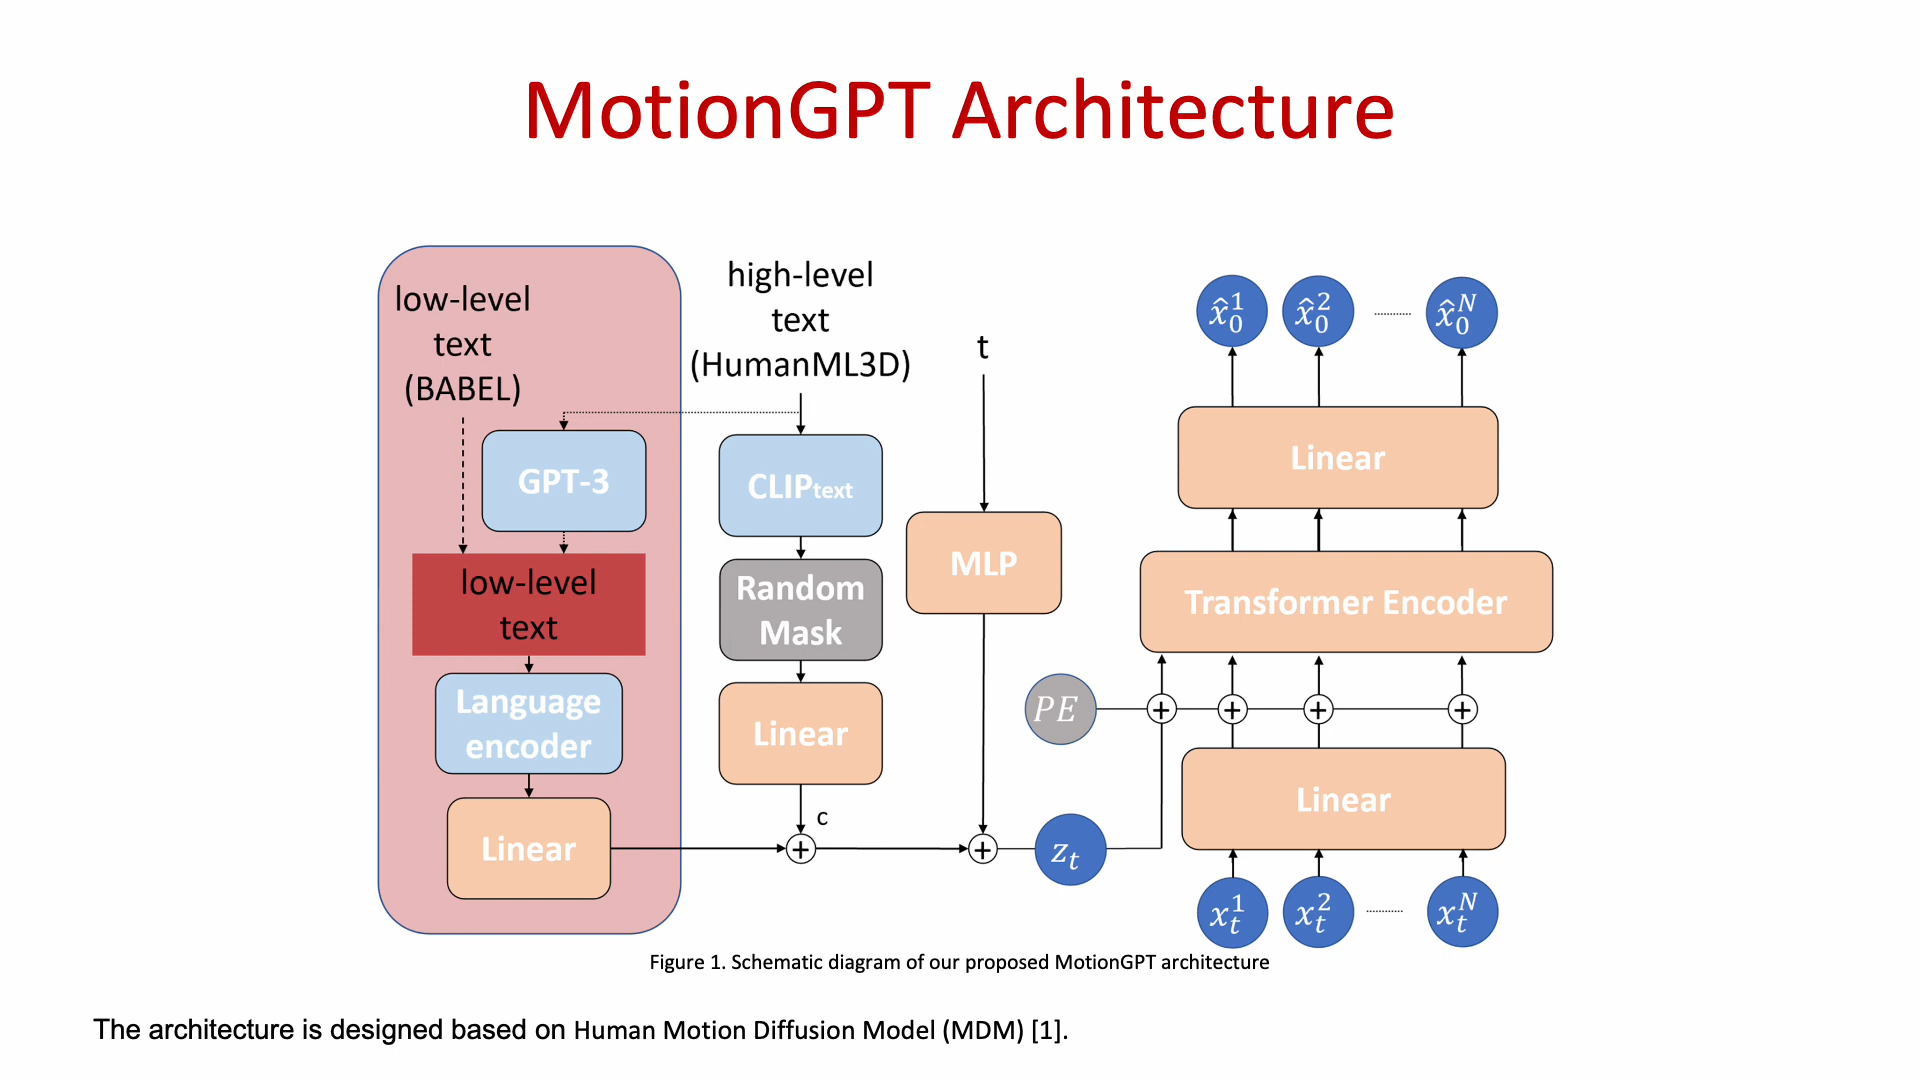 MotionGPT Architecture
low-level
text
(BABEL)
GPT-3
low-level
text
Language
encoder
Linear
high-level
text
(HumanML3D)
CLIPtext
Random
Mask
Linear
c
+
t
MLP
+
z_t
PE
+ + + +
x̂_0^1 x̂_0^2 ........ x̂_0^N
Linear
Transformer Encoder
Linear
x_t^1 x_t^2 ........ x_t^N
Figure 1. Schematic diagram of our proposed MotionGPT architecture
The architecture is designed based on Human Motion Diffusion Model (MDM) [1].